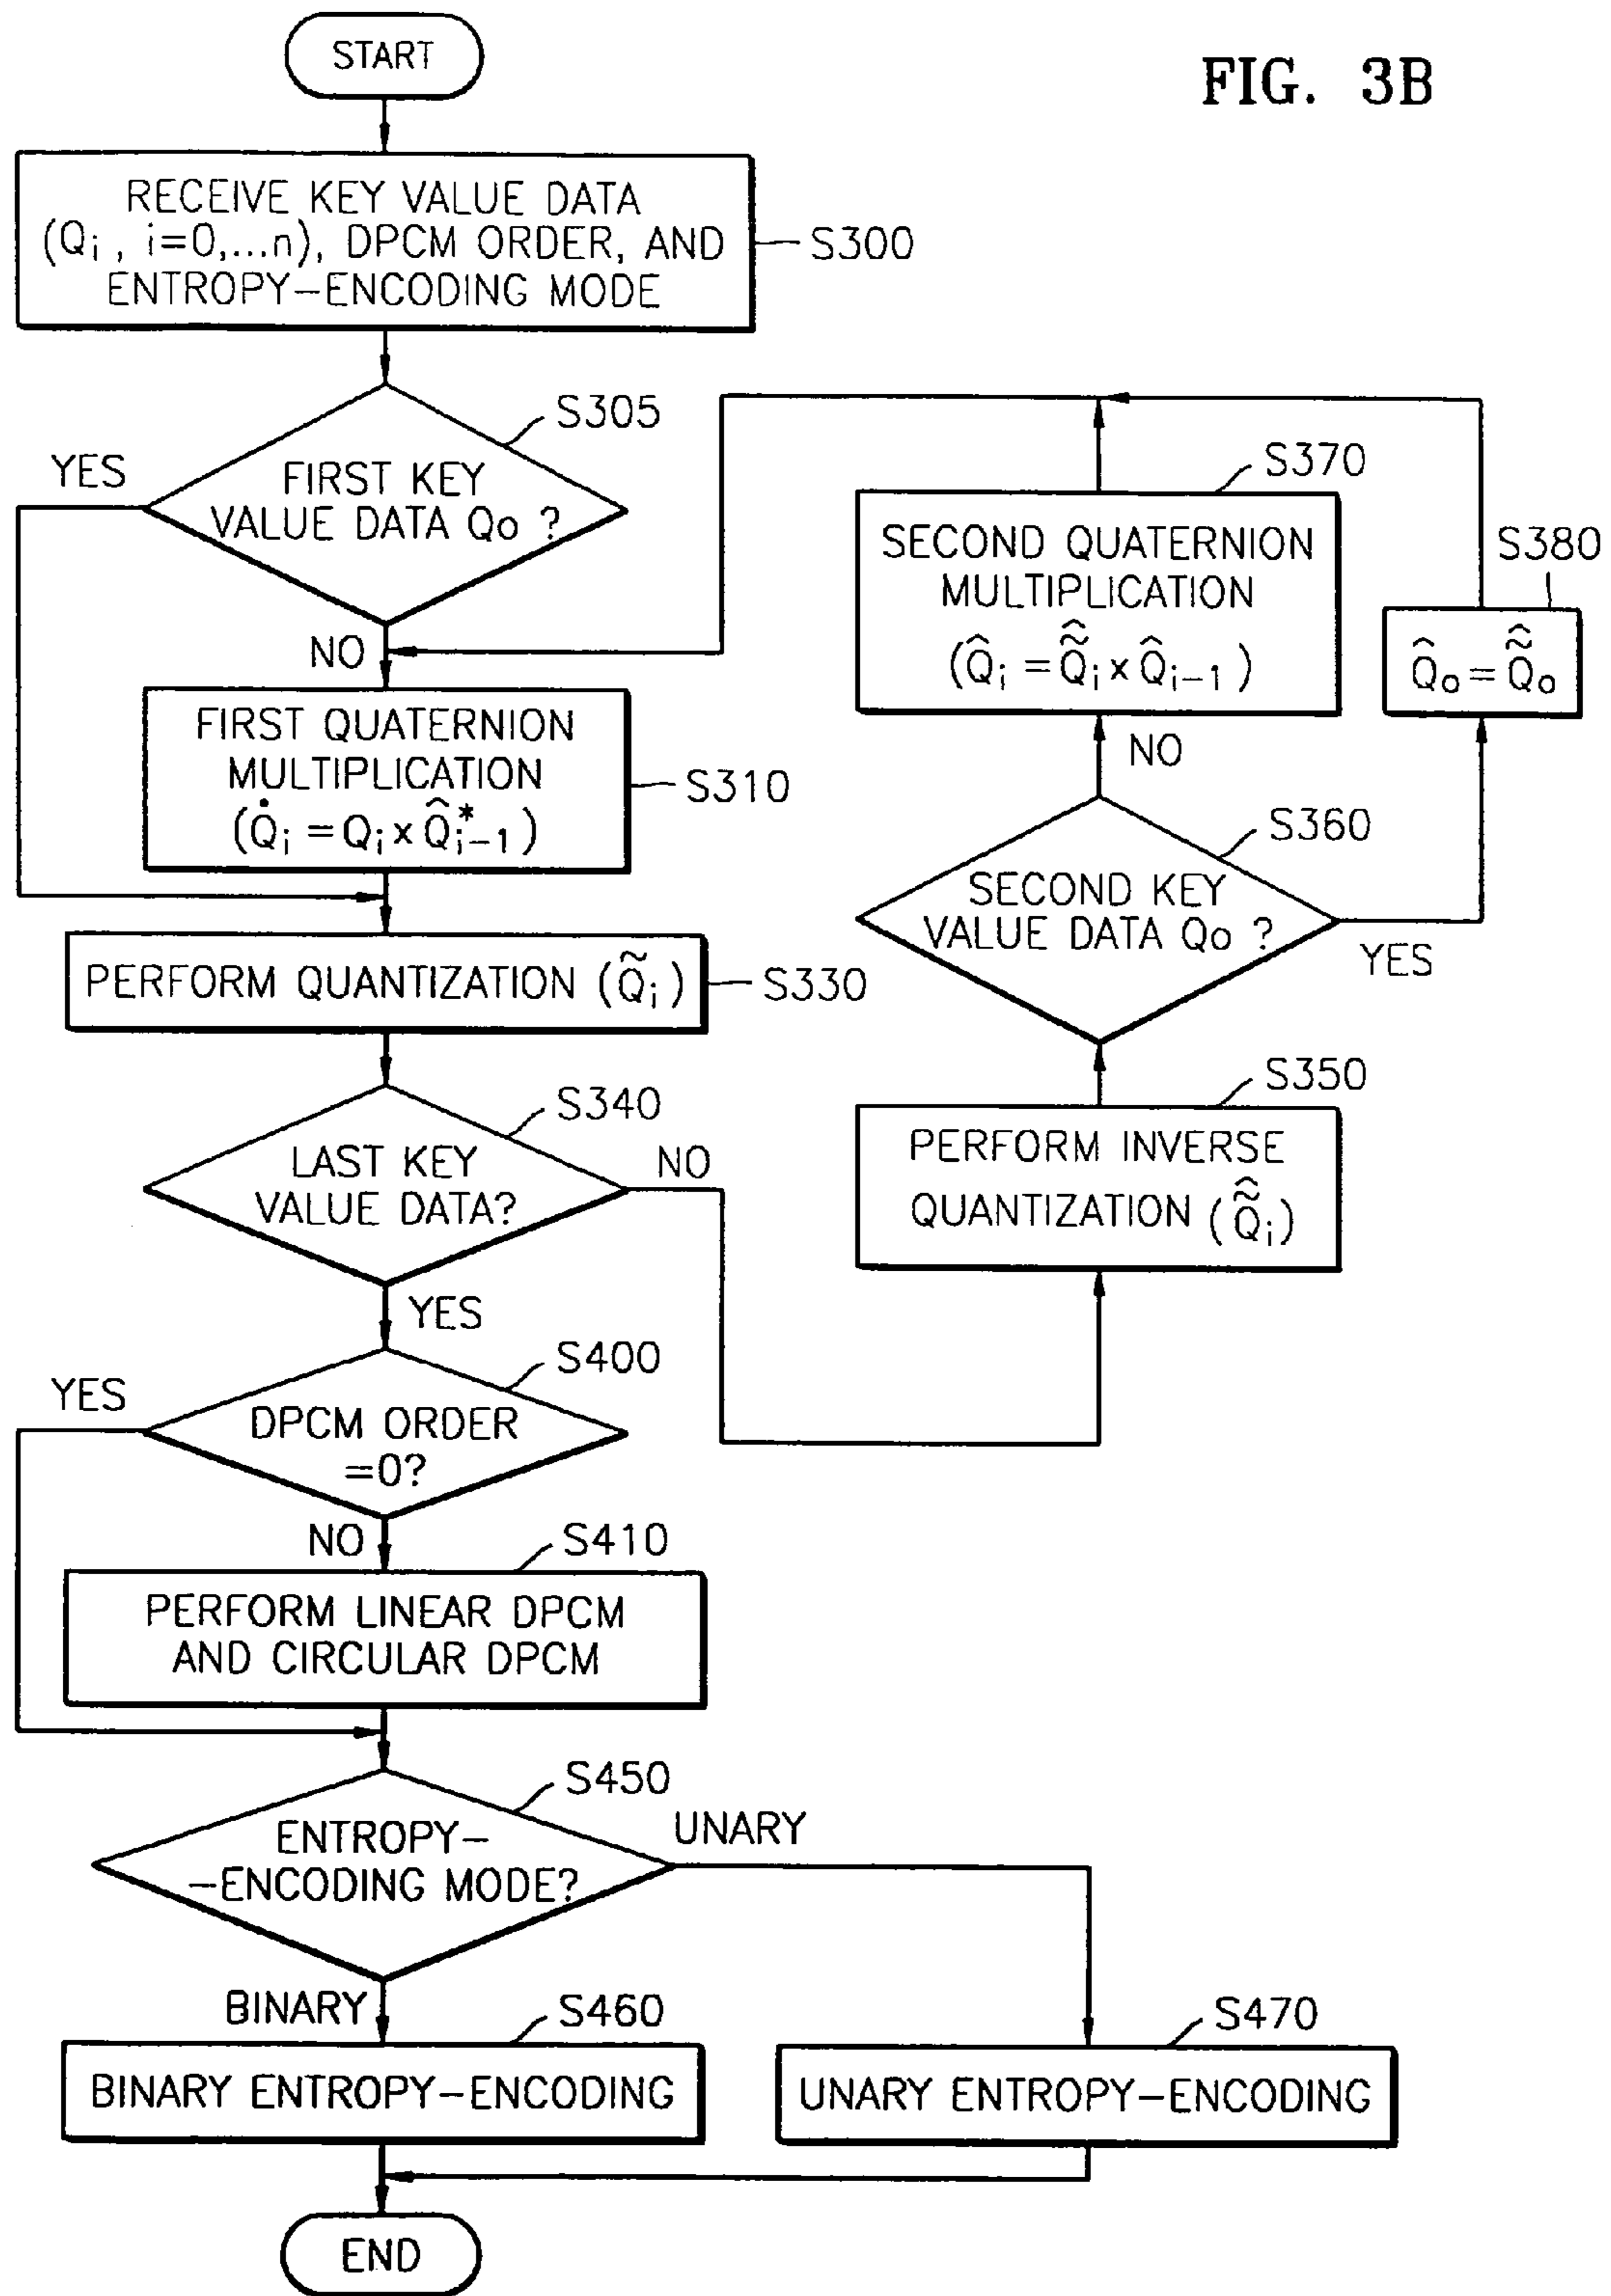 START
FIG. 3B
RECEIVE KEY VALUE DATA
(Qi , i=0,...n), DPCM ORDER, AND
ENTROPY-ENCODING MODE
S300
S305
YES
FIRST KEY
VALUE DATA Qo ?
NO
FIRST QUATERNION
MULTIPLICATION
(Q̇i = Qi x Q̂*i-1)
S310
PERFORM QUANTIZATION (Q̃i)
S330
S340
LAST KEY
VALUE DATA?
NO
YES
S400
YES
DPCM ORDER
=0?
NO
S410
PERFORM LINEAR DPCM
AND CIRCULAR DPCM
S450
ENTROPY-
-ENCODING MODE?
UNARY
BINARY
S460
BINARY ENTROPY-ENCODING
S470
UNARY ENTROPY-ENCODING
END
S370
SECOND QUATERNION
MULTIPLICATION
(Q̂i = Q̃̂i x Q̂i-1)
S380
Q̂o = Q̃̂o
NO
S360
SECOND KEY
VALUE DATA Qo ?
YES
S350
PERFORM INVERSE
QUANTIZATION (Q̃̂i)